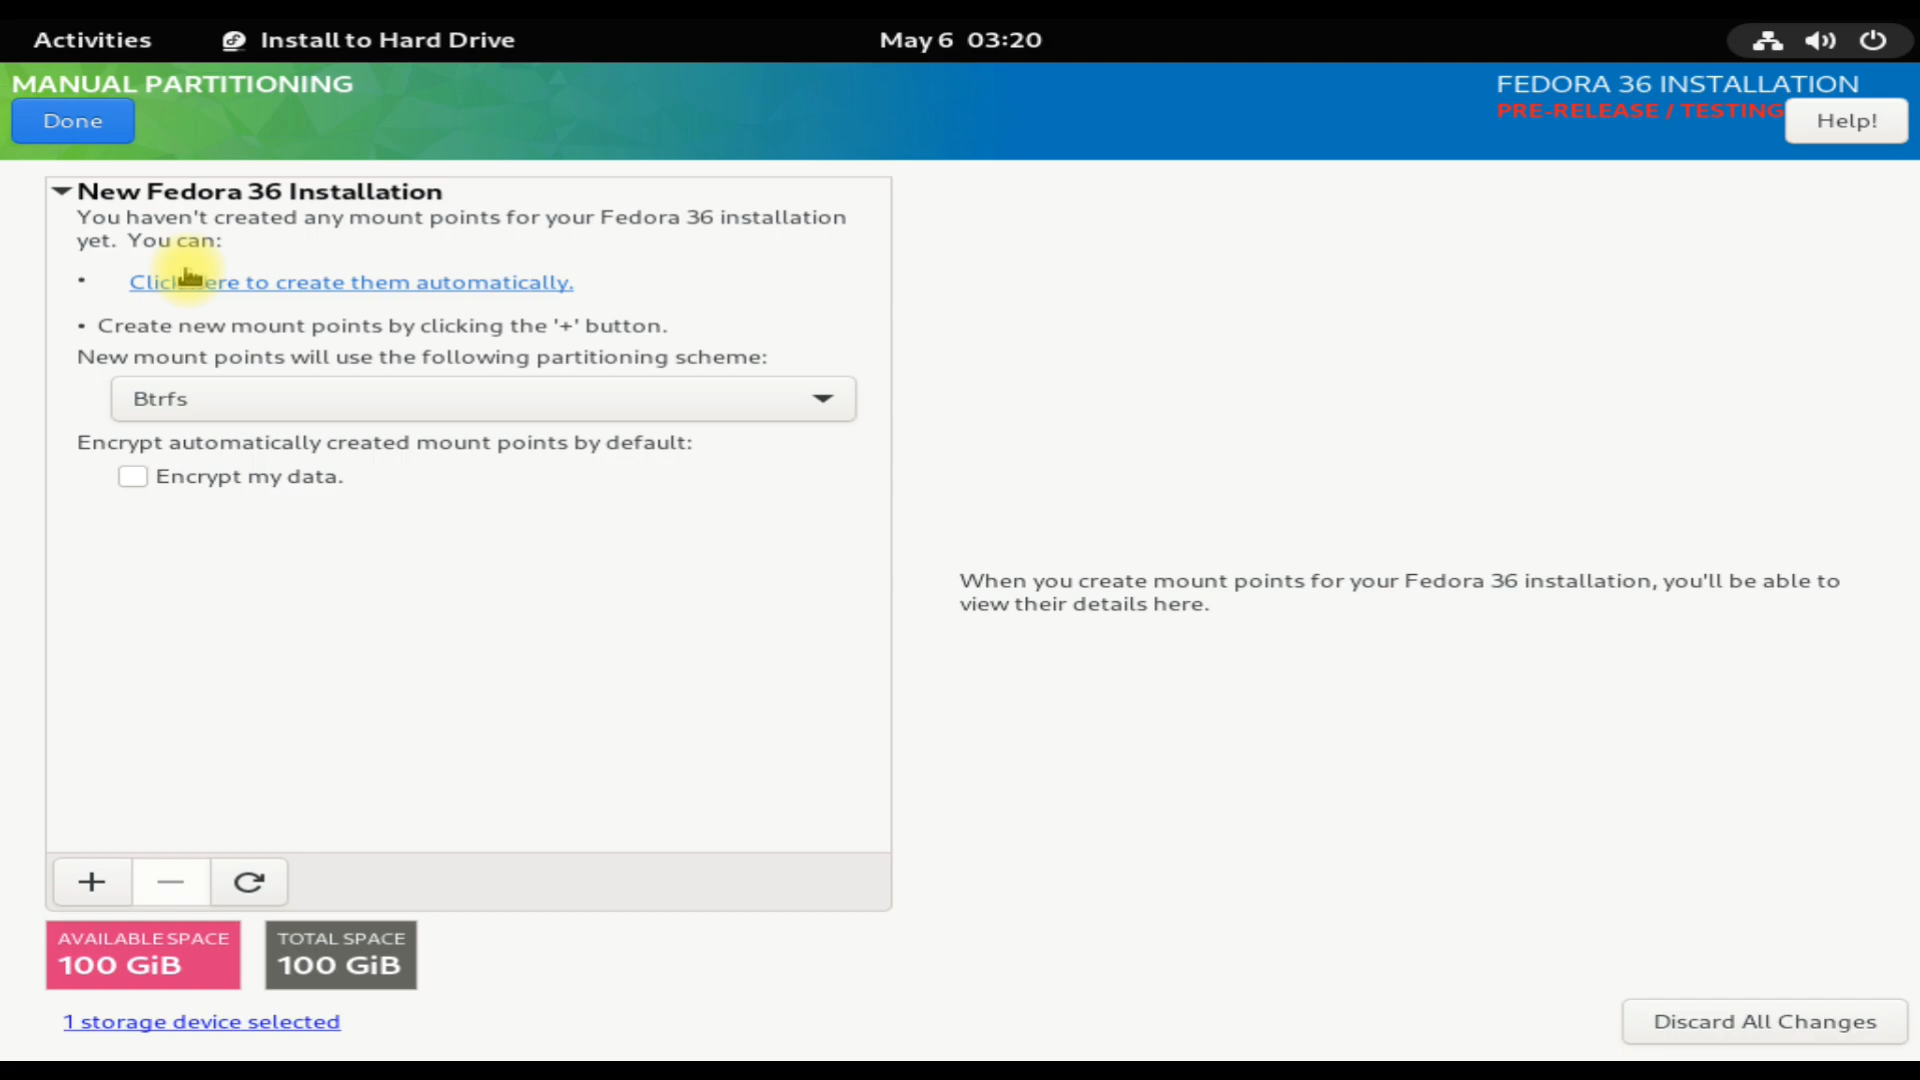 Activities
Install to Hard Drive
May 6 03:20
MANUAL PARTITIONING
Done
FEDORA 36 INSTALLATION
PRE-RELEASE / TESTING
Help!
New Fedora 36 Installation
You haven't created any mount points for your Fedora 36 installation
yet. You can:
• Click here to create them automatically.
• Create new mount points by clicking the '+' button.
New mount points will use the following partitioning scheme:
Btrfs
Encrypt automatically created mount points by default:
Encrypt my data.
When you create mount points for your Fedora 36 installation, you'll be able to
view their details here.
AVAILABLE SPACE
100 GiB
TOTAL SPACE
100 GiB
1 storage device selected
Discard All Changes